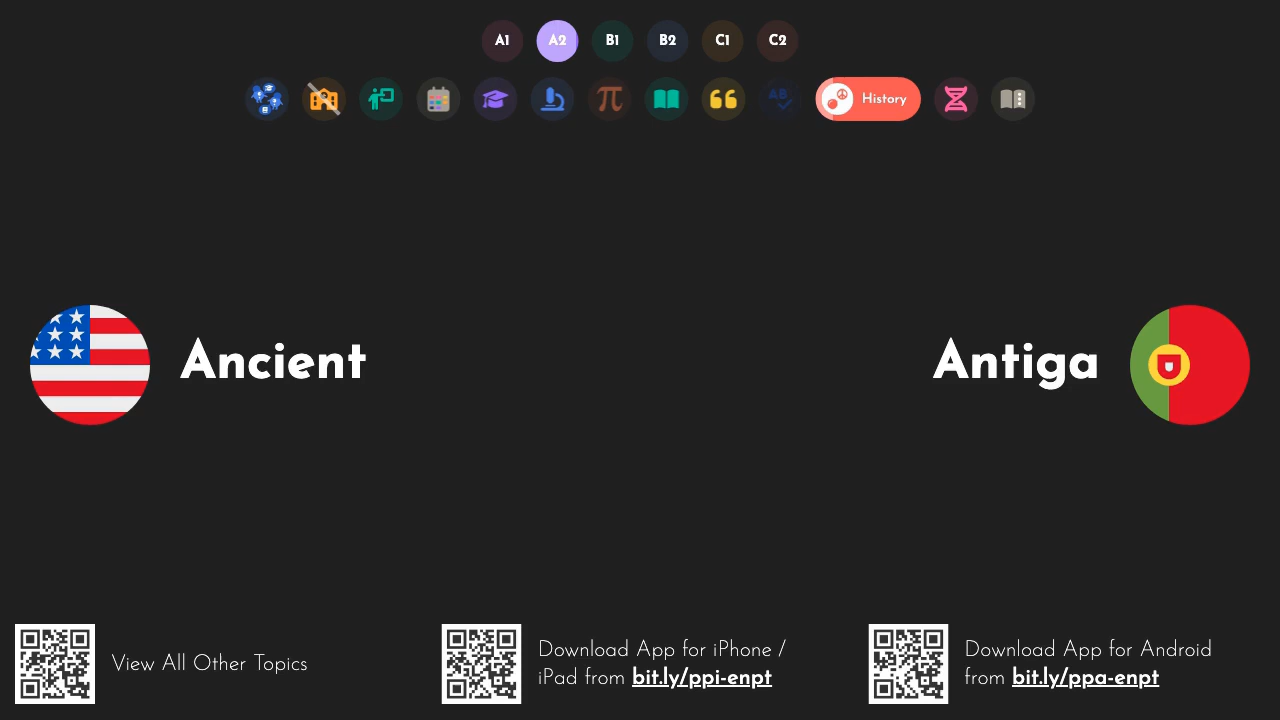 A1 A2 B1 B2 C1 C2
History
Ancient
Antiga
View All Other Topics
Download App for iPhone /
iPad from bit.ly/ppi-enpt
Download App for Android
from bit.ly/ppa-enpt